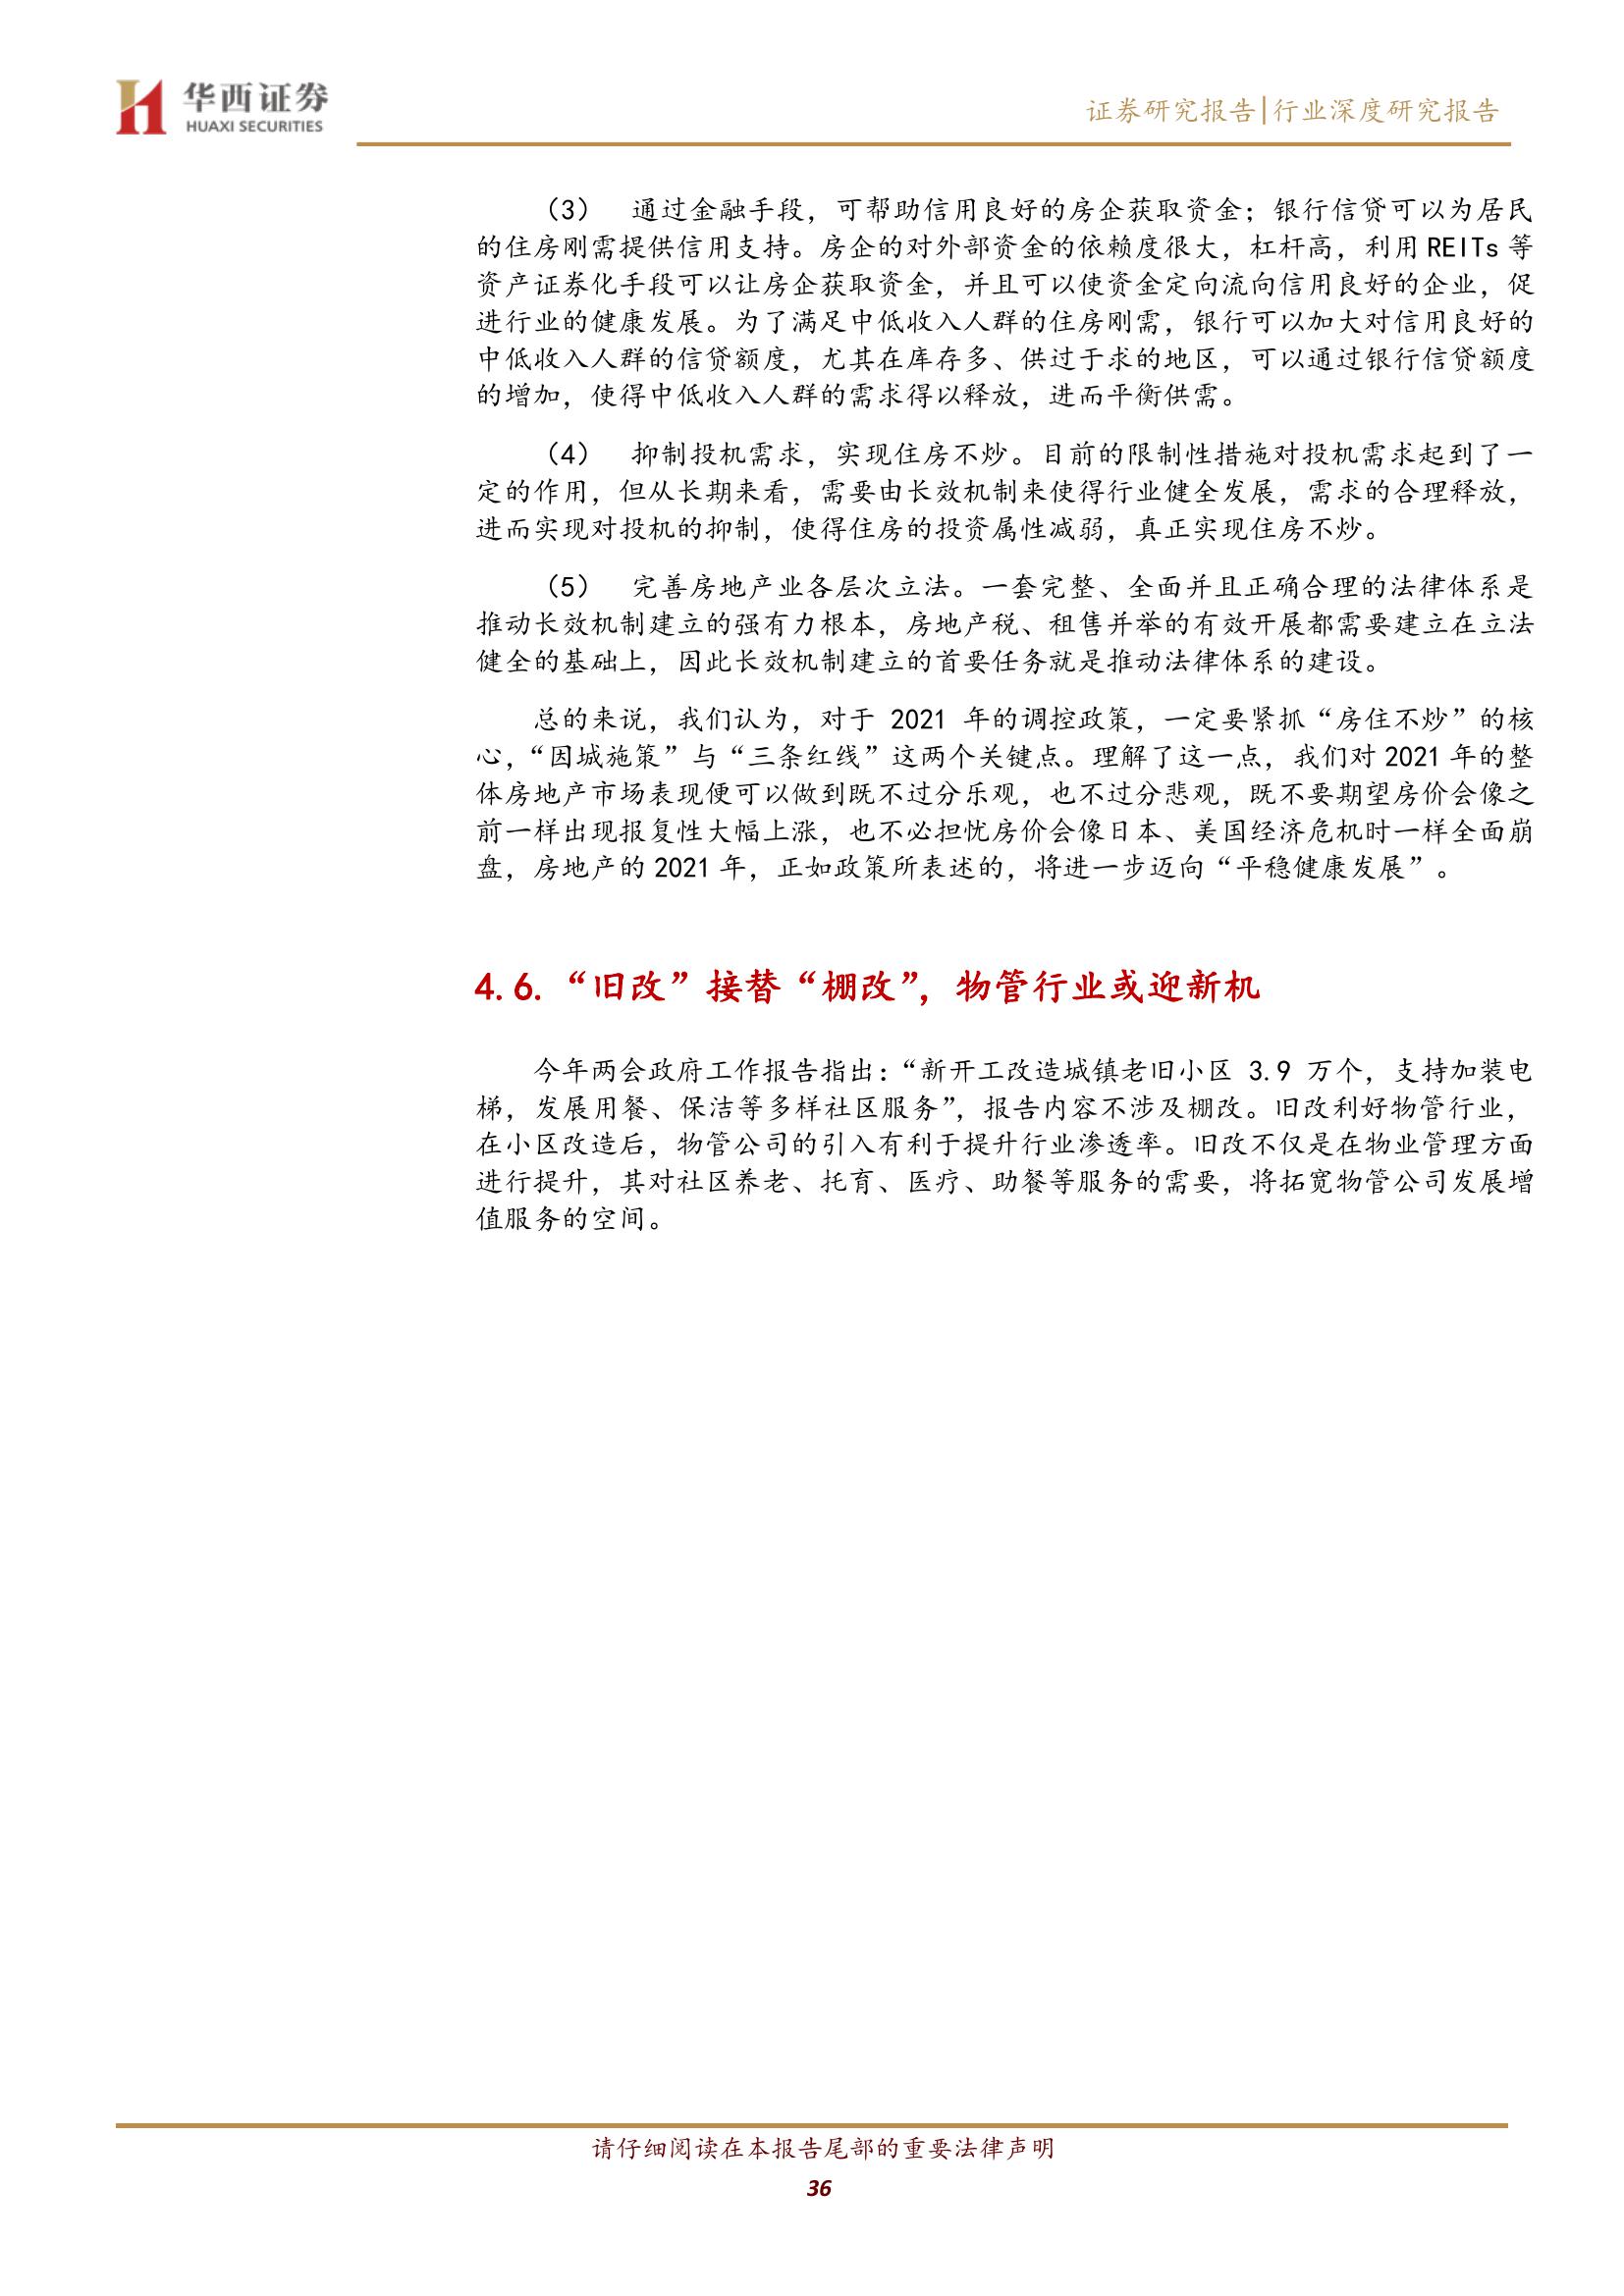 华西证券
HUAXI SECURITIES
证券研究报告|行业深度研究报告
（3） 通过金融手段，可帮助信用良好的房企获取资金；银行信贷可以为居民
的住房刚需提供信用支持。房企的对外部资金的依赖度很大，杠杆高，利用 REITs 等
资产证券化手段可以让房企获取资金，并且可以使资金定向流向信用良好的企业，促
进行业的健康发展。为了满足中低收入人群的住房刚需，银行可以加大对信用良好的
中低收入人群的信贷额度，尤其在库存多、供过于求的地区，可以通过银行信贷额度
的增加，使得中低收入人群的需求得以释放，进而平衡供需。
（4） 抑制投机需求，实现住房不炒。目前的限制性措施对投机需求起到了一
定的作用，但从长期来看，需要由长效机制来使得行业健全发展，需求的合理释放，
进而实现对投机的抑制，使得住房的投资属性减弱，真正实现住房不炒。
（5） 完善房地产业各层次立法。一套完整、全面并且正确合理的法律体系是
推动长效机制建立的强有力根本，房地产税、租售并举的有效开展都需要建立在立法
健全的基础上，因此长效机制建立的首要任务就是推动法律体系的建设。
总的来说，我们认为，对于 2021 年的调控政策，一定要紧抓“房住不炒”的核
心，“因城施策”与“三条红线”这两个关键点。理解了这一点，我们对 2021 年的整
体房地产市场表现便可以做到既不过分乐观，也不过分悲观，既不要期望房价会像之
前一样出现报复性大幅上涨，也不必担忧房价会像日本、美国经济危机时一样全面崩
盘，房地产的 2021 年，正如政策所表述的，将进一步迈向“平稳健康发展”。
4.6.“旧改”接替“棚改”，物管行业或迎新机
今年两会政府工作报告指出：“新开工改造城镇老旧小区 3.9 万个，支持加装电
梯，发展用餐、保洁等多样社区服务”，报告内容不涉及棚改。旧改利好物管行业，
在小区改造后，物管公司的引入有利于提升行业渗透率。旧改不仅是在物业管理方面
进行提升，其对社区养老、托育、医疗、助餐等服务的需要，将拓宽物管公司发展增
值服务的空间。
请仔细阅读在本报告尾部的重要法律声明
36